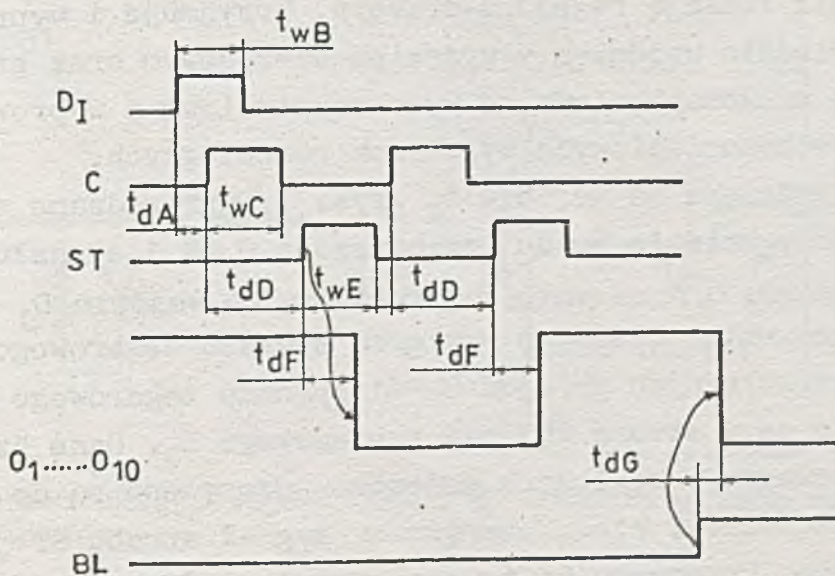 t_wB
D_I
C
t_dA t_wC
ST
t_dD t_wE t_dD
t_dF t_dF
O_1.....O_10
t_dG
BL